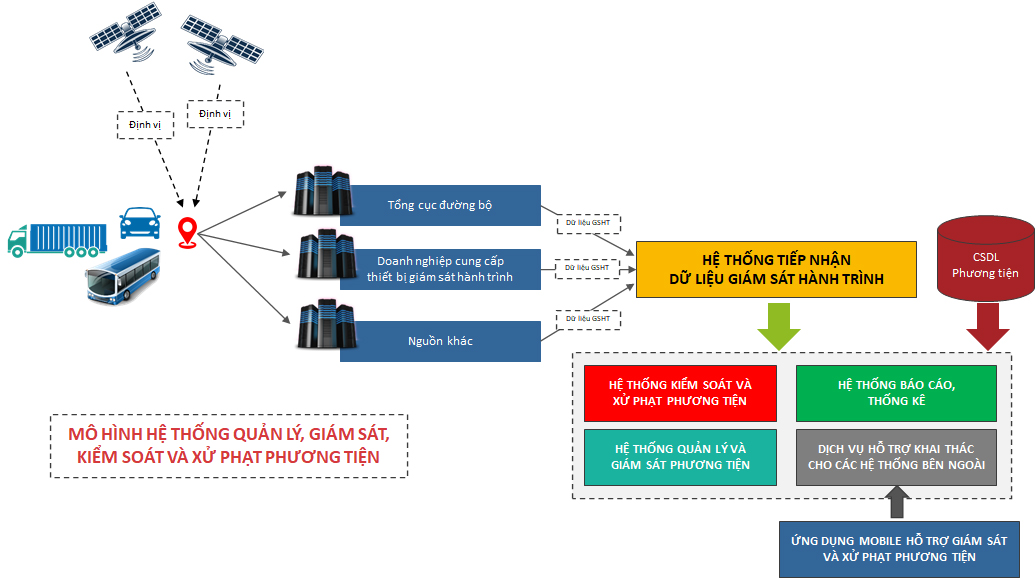 Định vị
Định vị
Tổng cục đường bộ
Dữ liệu GSHT
Doanh nghiệp cung cấp
thiết bị giám sát hành trình
Dữ liệu GSHT
Nguồn khác
Dữ liệu GSHT
HỆ THỐNG TIẾP NHẬN
DỮ LIỆU GIÁM SÁT HÀNH TRÌNH
CSDL
Phương tiện
HỆ THỐNG KIỂM SOÁT VÀ
XỬ PHẠT PHƯƠNG TIỆN
HỆ THỐNG BÁO CÁO,
THỐNG KÊ
HỆ THỐNG QUẢN LÝ VÀ
GIÁM SÁT PHƯƠNG TIỆN
DỊCH VỤ HỖ TRỢ KHAI THÁC
CHO CÁC HỆ THỐNG BÊN NGOÀI
MÔ HÌNH HỆ THỐNG QUẢN LÝ, GIÁM SÁT,
KIỂM SOÁT VÀ XỬ PHẠT PHƯƠNG TIỆN
ỨNG DỤNG MOBILE HỖ TRỢ GIÁM SÁT
VÀ XỬ PHẠT PHƯƠNG TIỆN